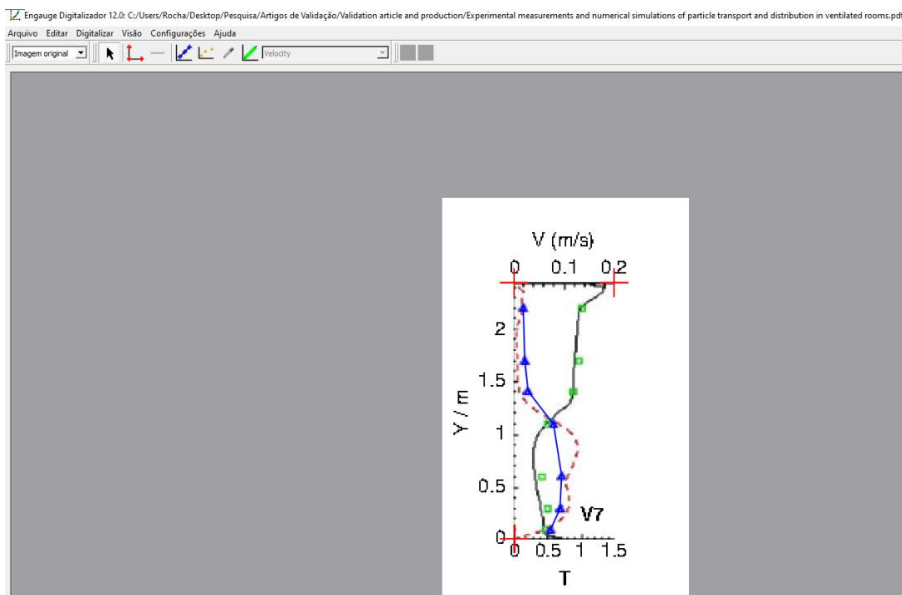 Engauge Digitalizador 12.0: C:/Users/Rocha/Desktop/Pesquisa/Artigos de Validação/Validation article and production/Experimental measurements and numerical simulations of particle transport and distribution in ventilated rooms.pdf
Arquivo Editar Digitalizar Visão Configurações Ajuda
Imagem original Velocity
V (m/s)
0 0.1 0.2
2
1.5
1
0.5
0
Y / m
V7
0 0.5 1 1.5
T